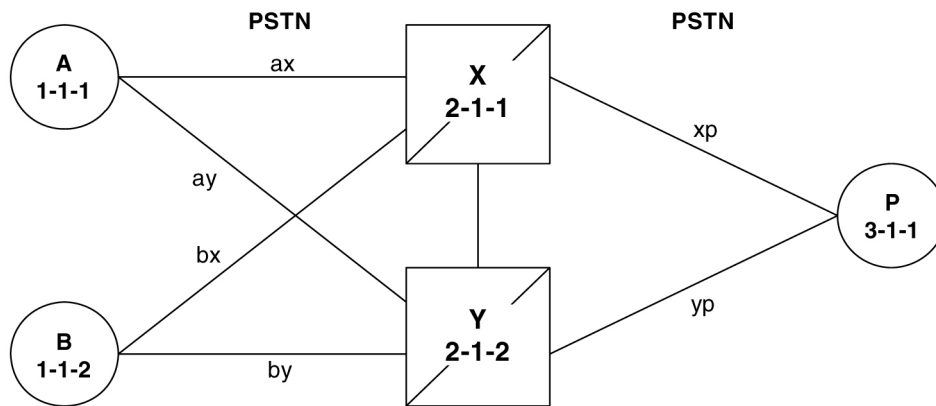 PSTN
PSTN
A
1-1-1
ax
X
2-1-1
xp
ay
P
3-1-1
bx
yp
B
1-1-2
by
Y
2-1-2